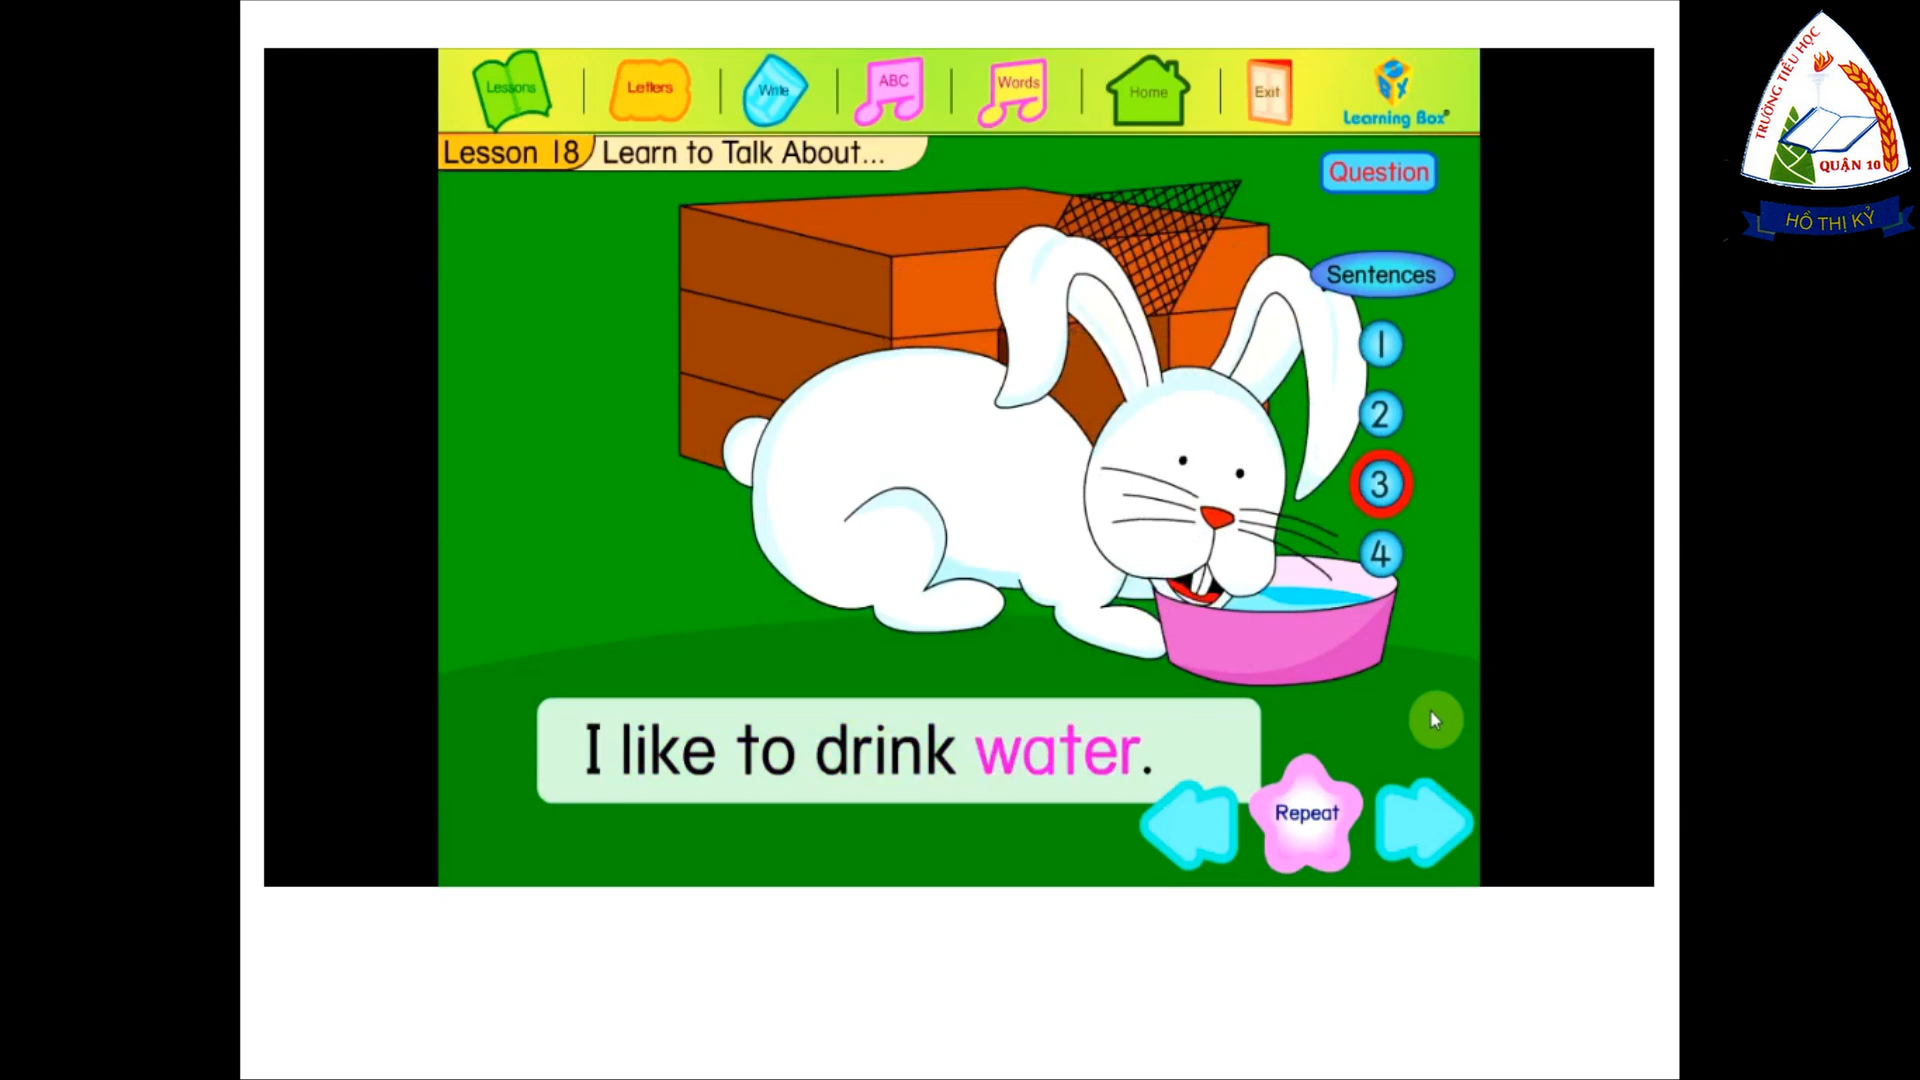 Lessons
Letters
Write
ABC
Words
Home
Exit
BOX
Learning Box®
Lesson 18
Learn to Talk About...
Question
Sentences
1
2
3
4
I like to drink water.
Repeat
TRƯỜNG TIỂU HỌC
QUẬN 10
HỒ THỊ KỶ